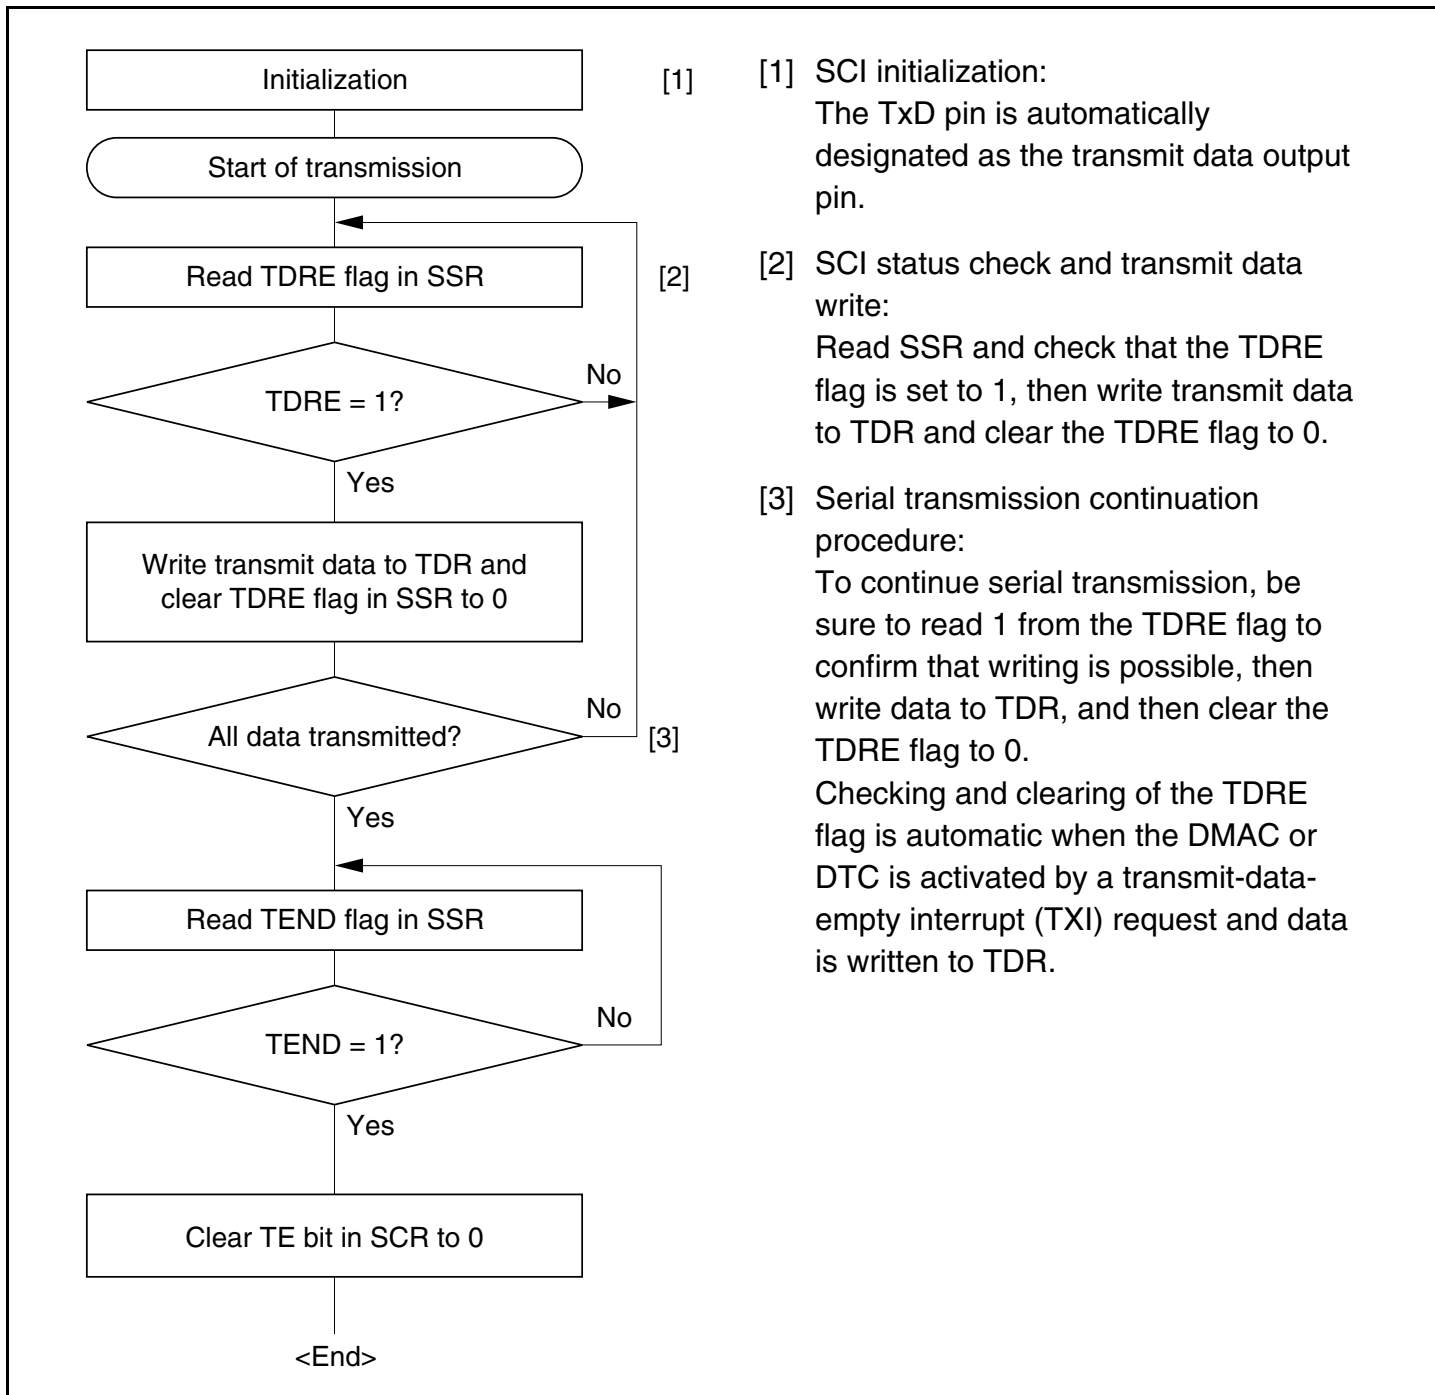 Initialization [1]
Start of transmission
Read TDRE flag in SSR [2]
TDRE = 1?
No
Yes
Write transmit data to TDR and
clear TDRE flag in SSR to 0
All data transmitted?
No
[3]
Yes
Read TEND flag in SSR
TEND = 1?
No
Yes
Clear TE bit in SCR to 0
<End>
[1] SCI initialization:
The TxD pin is automatically
designated as the transmit data output
pin.
[2] SCI status check and transmit data
write:
Read SSR and check that the TDRE
flag is set to 1, then write transmit data
to TDR and clear the TDRE flag to 0.
[3] Serial transmission continuation
procedure:
To continue serial transmission, be
sure to read 1 from the TDRE flag to
confirm that writing is possible, then
write data to TDR, and then clear the
TDRE flag to 0.
Checking and clearing of the TDRE
flag is automatic when the DMAC or
DTC is activated by a transmit-data-
empty interrupt (TXI) request and data
is written to TDR.